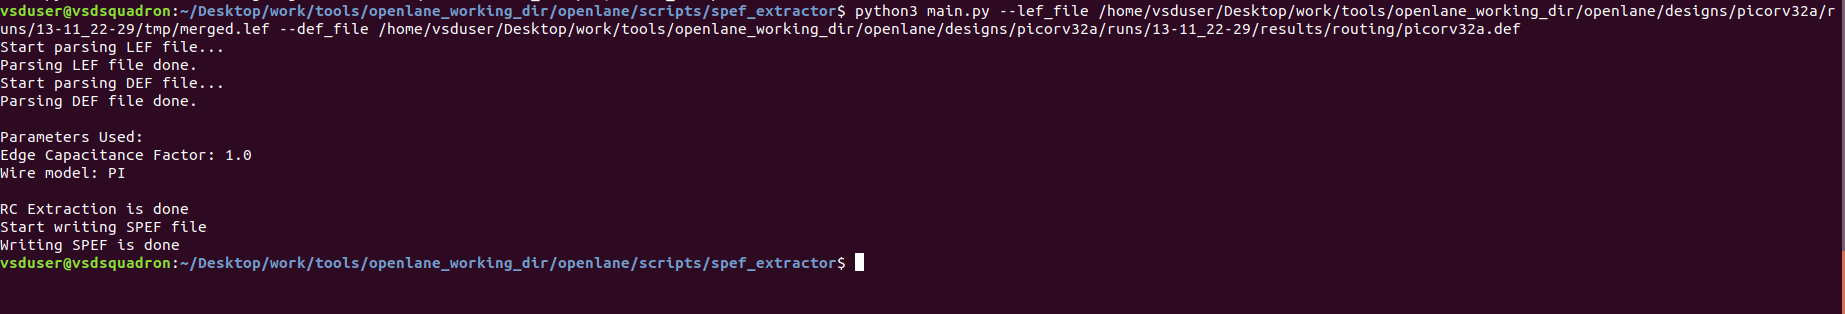 vsduser@vsdsquadron:~/Desktop/work/tools/openlane_working_dir/openlane/scripts/spef_extractor$ python3 main.py --lef_file /home/vsduser/Desktop/work/tools/openlane_working_dir/openlane/designs/picorv32a/r
uns/13-11_22-29/tmp/merged.lef --def_file /home/vsduser/Desktop/work/tools/openlane_working_dir/openlane/designs/picorv32a/runs/13-11_22-29/results/routing/picorv32a.def
Start parsing LEF file...
Parsing LEF file done.
Start parsing DEF file...
Parsing DEF file done.
Parameters Used:
Edge Capacitance Factor: 1.0
Wire model: PI
RC Extraction is done
Start writing SPEF file
Writing SPEF is done
vsduser@vsdsquadron:~/Desktop/work/tools/openlane_working_dir/openlane/scripts/spef_extractor$